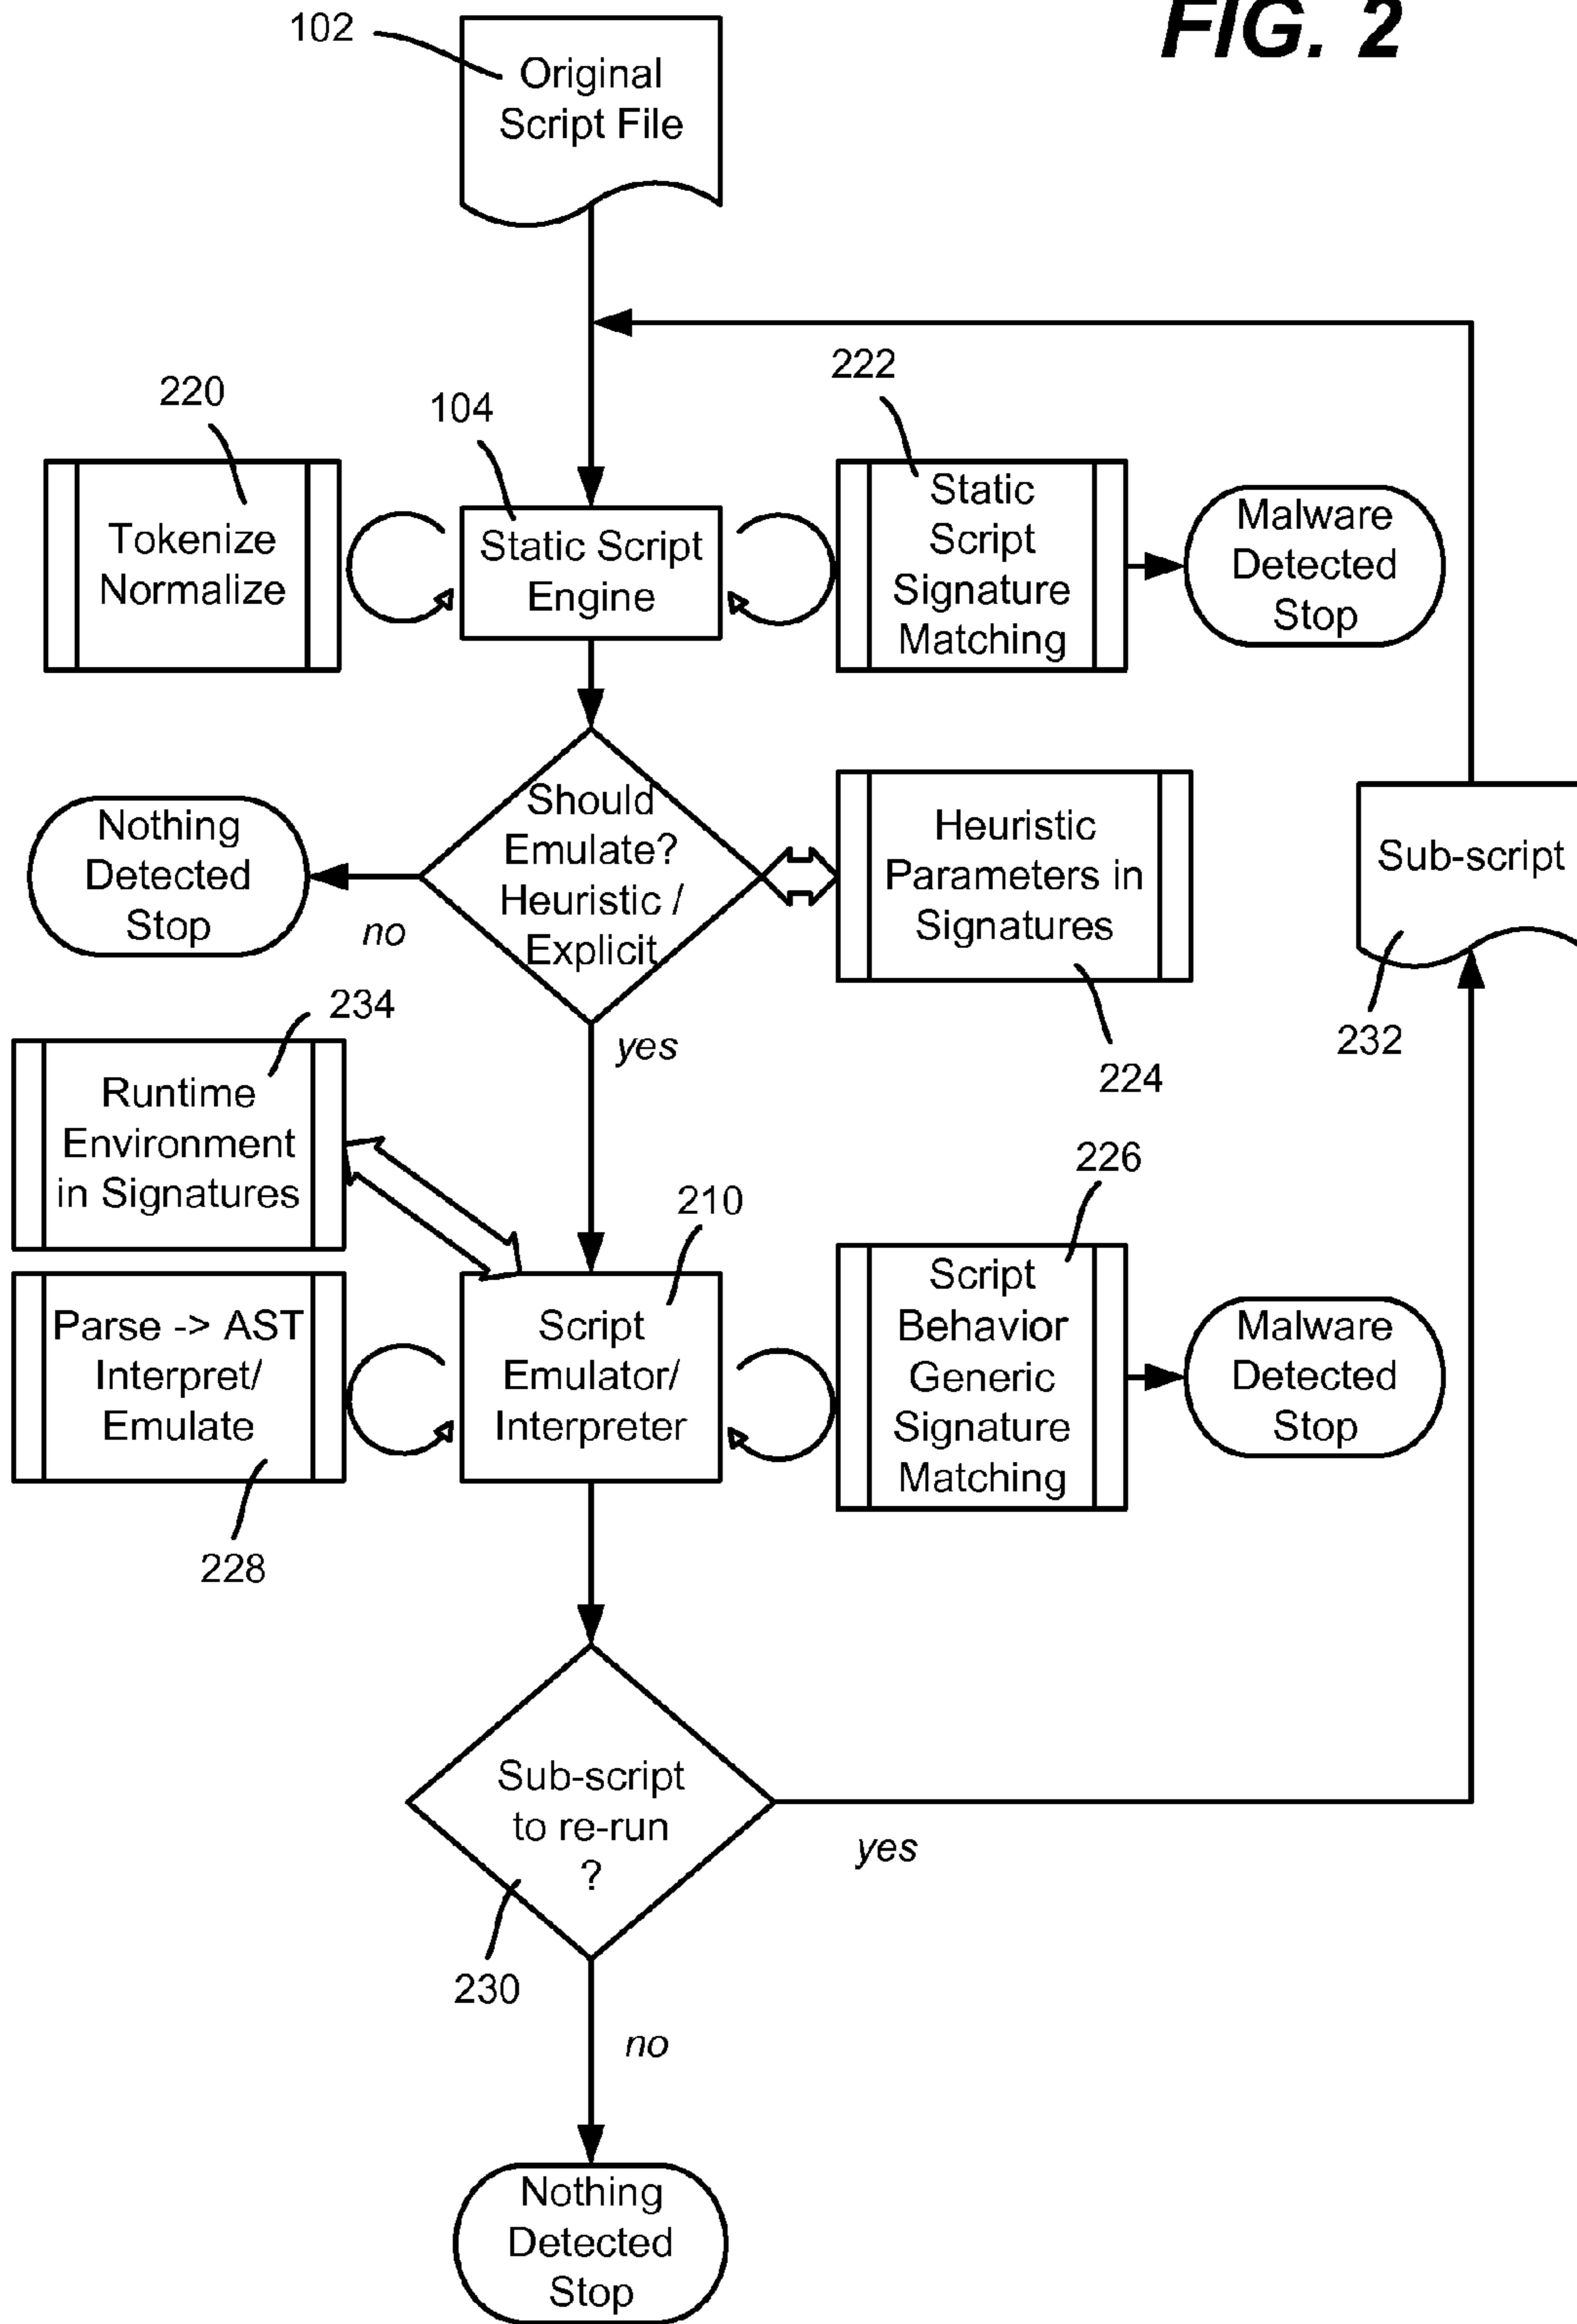 FIG. 2
102
Original
Script File
220
104
222
Tokenize
Normalize
Static Script
Engine
Static
Script
Signature
Matching
Malware
Detected
Stop
Nothing
Detected
Stop
no
Should
Emulate?
Heuristic /
Explicit
yes
Heuristic
Parameters in
Signatures
224
Sub-script
232
234
Runtime
Environment
in Signatures
210
226
Parse -> AST
Interpret/
Emulate
228
Script
Emulator/
Interpreter
Script
Behavior
Generic
Signature
Matching
Malware
Detected
Stop
Sub-script
to re-run
?
yes
230
no
Nothing
Detected
Stop